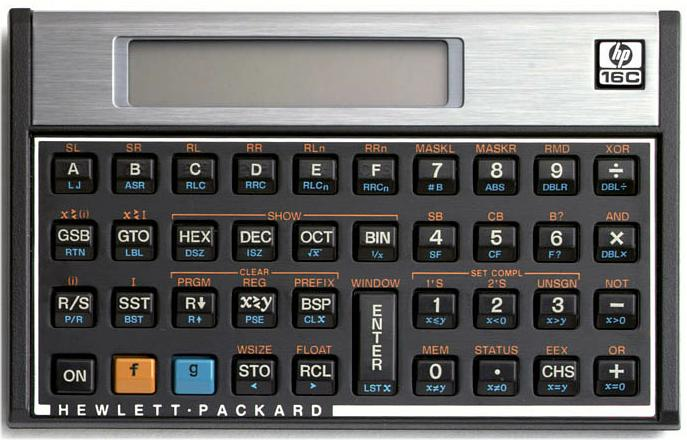 hp
16C
SL SR RL RR RLn RRn MASKL MASKR RMD XOR
A B C D E F 7 8 9 ÷
LJ ASR RLC RRC RLCn RRCn #B ABS DBLR DBL÷
x≷(i) x≷I SHOW SB CB B? AND
GSB GTO HEX DEC OCT BIN 4 5 6 ×
RTN LBL DSZ ISZ √x 1/x SF CF F? DBL×
CLEAR SET COMPL
(i) I PRGM REG PREFIX WINDOW 1'S 2'S UNSGN NOT
R/S SST R↓ x≷y BSP ENTER 1 2 3 −
P/R BST R↑ PSE CLX x≤y x<0 x>y x>0
WSIZE FLOAT MEM STATUS EEX OR
ON f g STO RCL 0 • CHS +
< > LST x x≠y x≠0 x=y x=0
HEWLETT·PACKARD